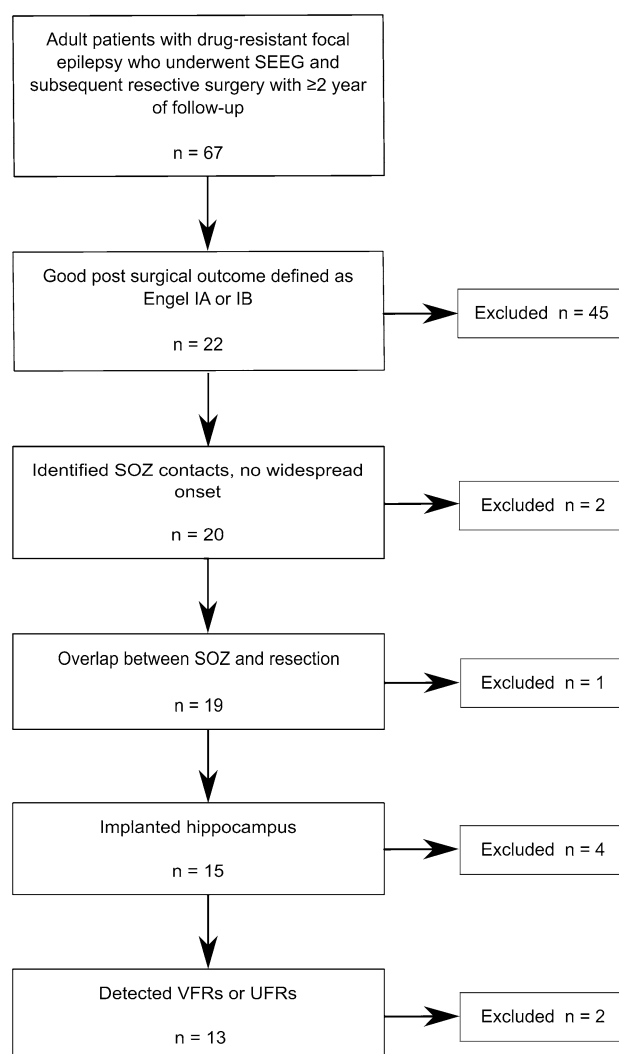 Adult patients with drug-resistant focal
epilepsy who underwent SEEG and
subsequent resective surgery with ≥2 year
of follow-up
n = 67
Good post surgical outcome defined as
Engel IA or IB
n = 22
Excluded n = 45
Identified SOZ contacts, no widespread
onset
n = 20
Excluded n = 2
Overlap between SOZ and resection
n = 19
Excluded n = 1
Implanted hippocampus
n = 15
Excluded n = 4
Detected VFRs or UFRs
n = 13
Excluded n = 2